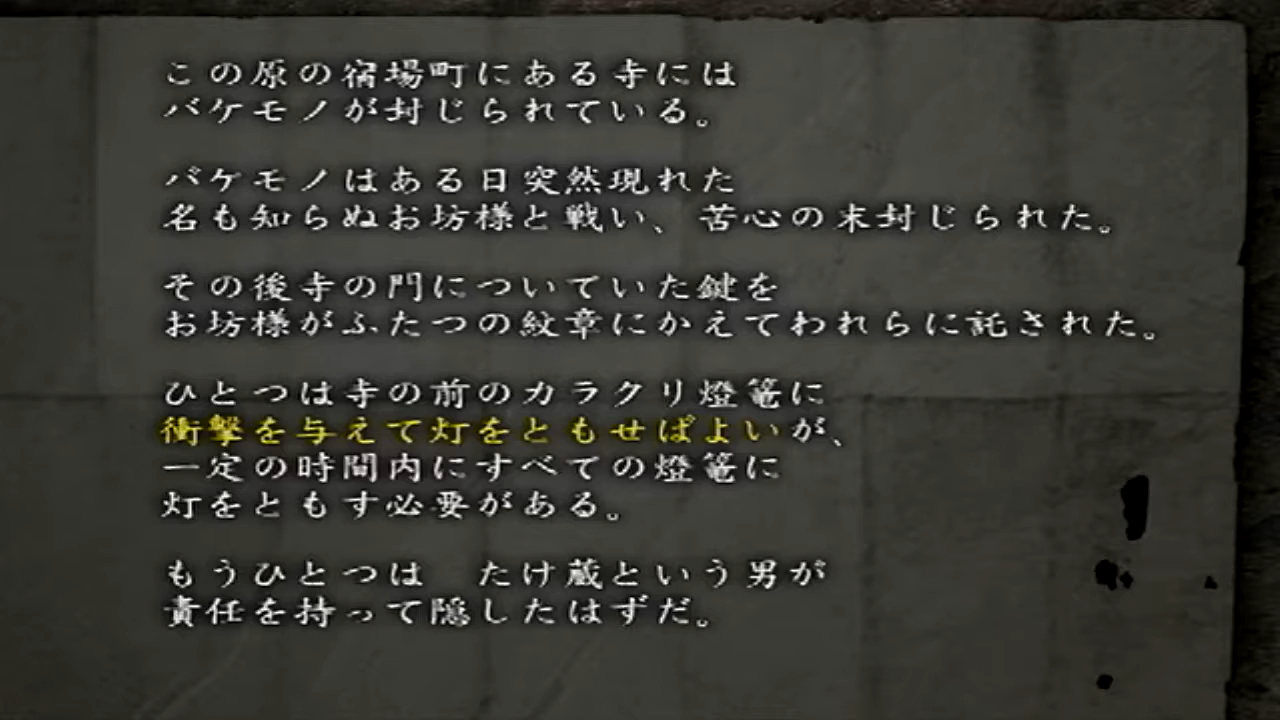 この原の宿場町にある寺には
バケモノが封じられている。
バケモノはある日突然現れた
名も知らぬお坊様と戦い、苦心の末封じられた。
その後寺の門についていた鍵を
お坊様がふたつの紋章にかえてわれらに託された。
ひとつは寺の前のカラクリ燈篭に
衝撃を与えて灯をともせばよいが、
一定の時間内にすべての燈篭に
灯をともす必要がある。
もうひとつは　たけ蔵という男が
責任を持って隠したはずだ。